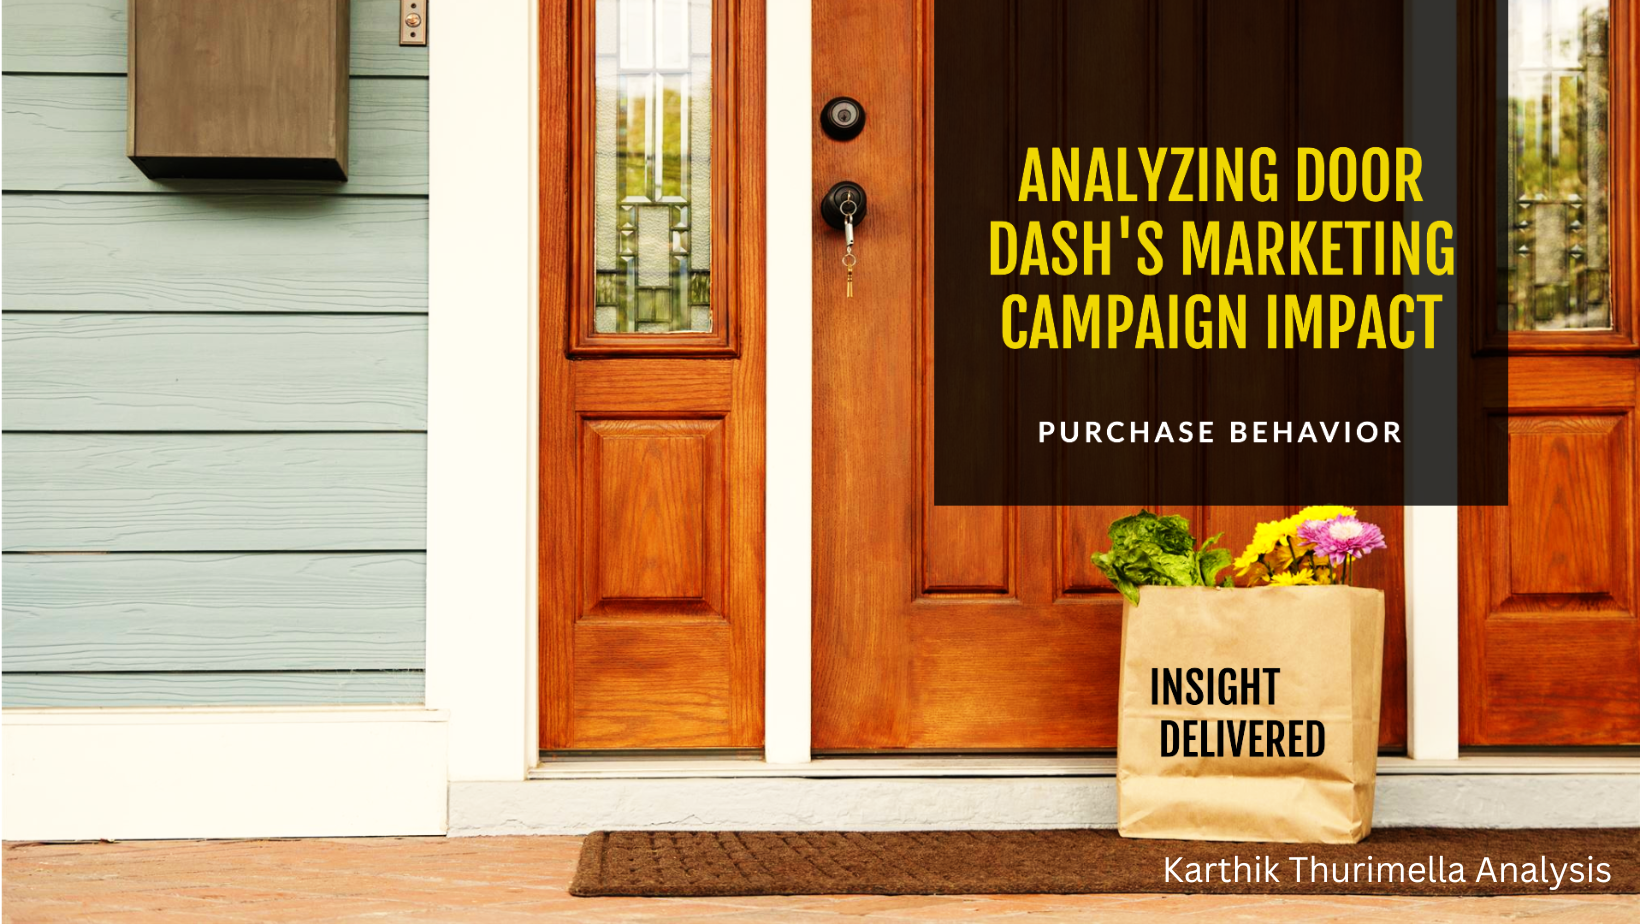 ANALYZING DOOR
DASH'S MARKETING
CAMPAIGN IMPACT
PURCHASE BEHAVIOR
INSIGHT
DELIVERED
Karthik Thurimella Analysis